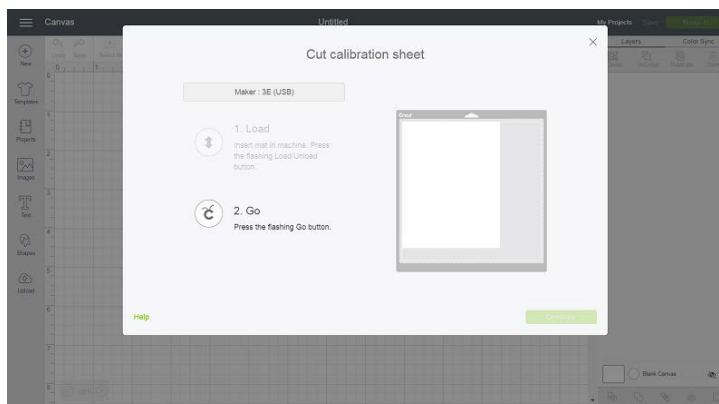 Canvas
Untitled
My Projects
Cut calibration sheet
Layers
Color Sync
New
Maker : 3E (USB)
Templates
1. Load
Insert mat in machine. Press
the flashing Load/Unload
button.
Projects
Images
2. Go
Text
Press the flashing Go button.
Shapes
Upload
Help
Continue
Blank Canvas